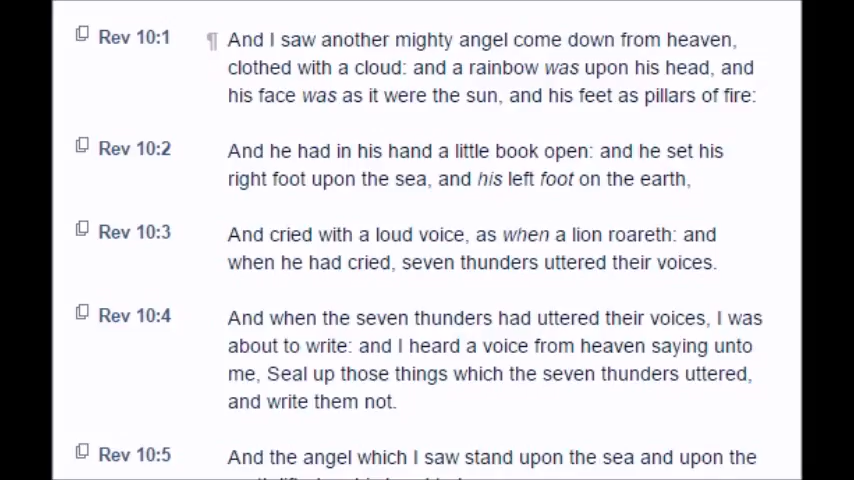 Rev 10:1 ¶ And I saw another mighty angel come down from heaven,
clothed with a cloud: and a rainbow was upon his head, and
his face was as it were the sun, and his feet as pillars of fire:
Rev 10:2 And he had in his hand a little book open: and he set his
right foot upon the sea, and his left foot on the earth,
Rev 10:3 And cried with a loud voice, as when a lion roareth: and
when he had cried, seven thunders uttered their voices.
Rev 10:4 And when the seven thunders had uttered their voices, I was
about to write: and I heard a voice from heaven saying unto
me, Seal up those things which the seven thunders uttered,
and write them not.
Rev 10:5 And the angel which I saw stand upon the sea and upon the